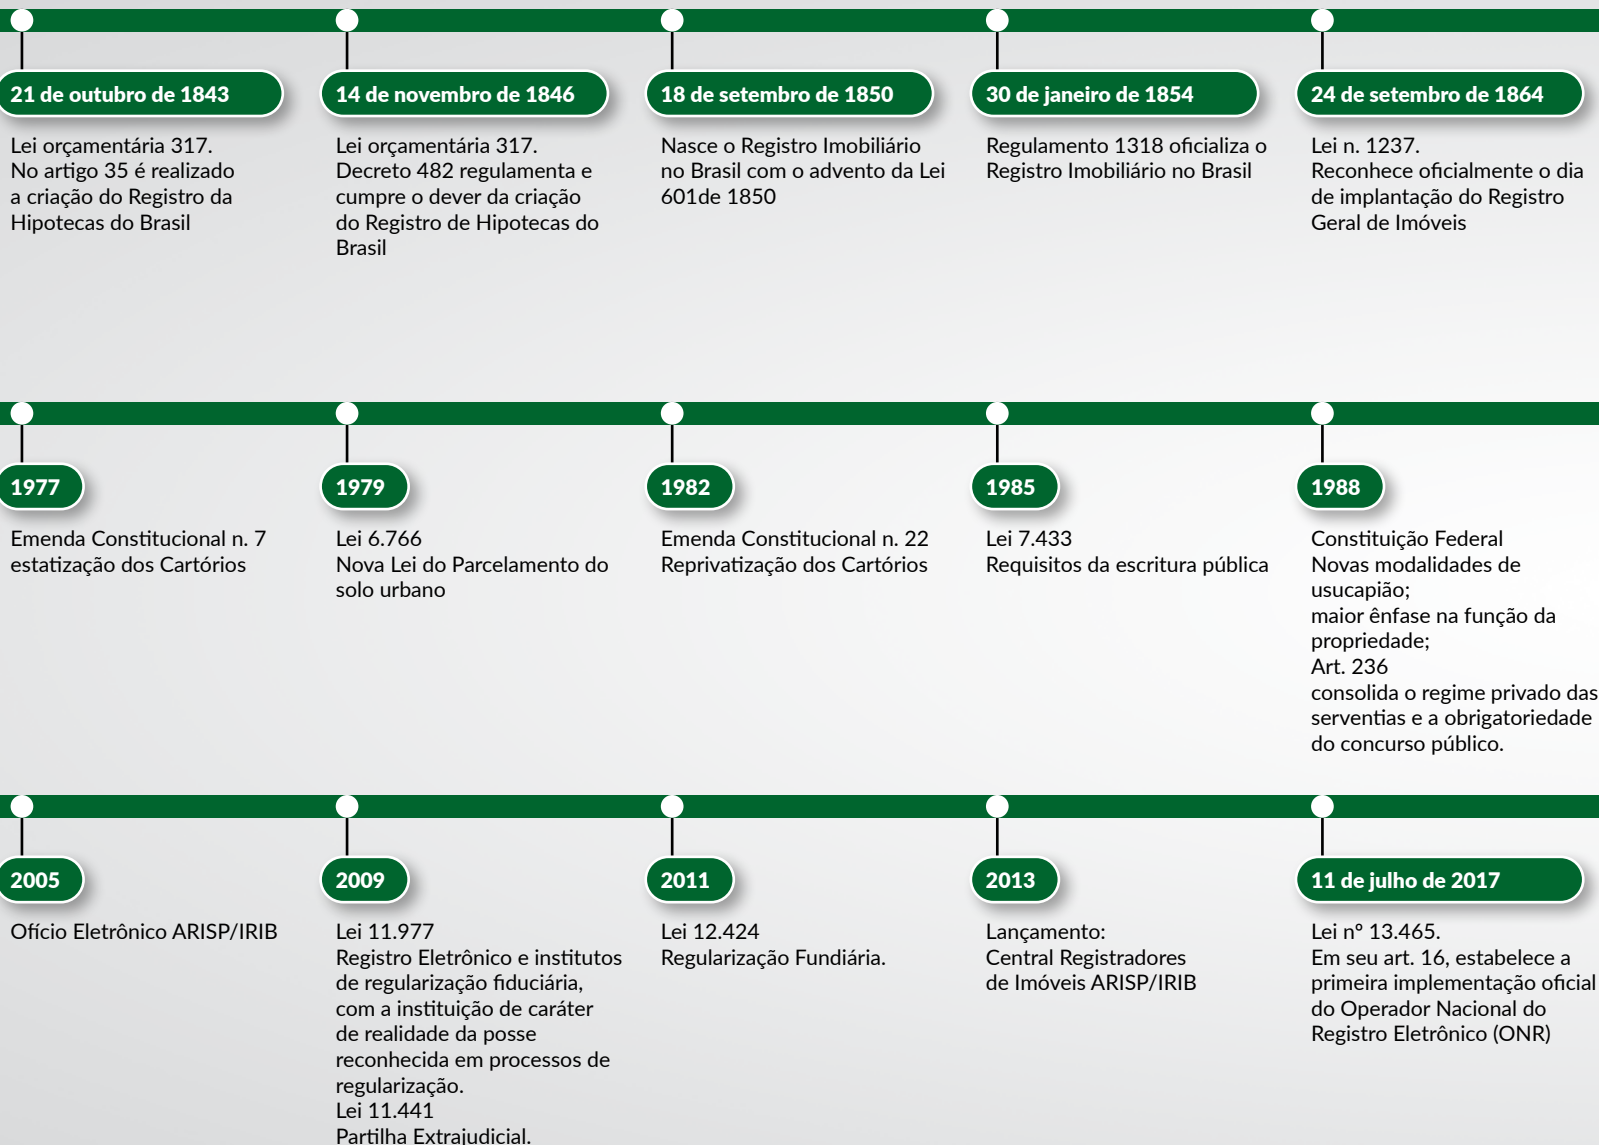 21 de outubro de 1843
Lei orçamentária 317.
No artigo 35 é realizado
a criação do Registro da
Hipotecas do Brasil
14 de novembro de 1846
Lei orçamentária 317.
Decreto 482 regulamenta e
cumpre o dever da criação
do Registro de Hipotecas do
Brasil
18 de setembro de 1850
Nasce o Registro Imobiliário
no Brasil com o advento da Lei
601de 1850
30 de janeiro de 1854
Regulamento 1318 oficializa o
Registro Imobiliário no Brasil
24 de setembro de 1864
Lei n. 1237.
Reconhece oficialmente o dia
de implantação do Registro
Geral de Imóveis
1977
Emenda Constitucional n. 7
estatização dos Cartórios
1979
Lei 6.766
Nova Lei do Parcelamento do
solo urbano
1982
Emenda Constitucional n. 22
Reprivatização dos Cartórios
1985
Lei 7.433
Requisitos da escritura pública
1988
Constituição Federal
Novas modalidades de
usucapião;
maior ênfase na função da
propriedade;
Art. 236
consolida o regime privado das
serventias e a obrigatoriedade
do concurso público.
2005
Ofício Eletrônico ARISP/IRIB
2009
Lei 11.977
Registro Eletrônico e institutos
de regularização fiduciária,
com a instituição de caráter
de realidade da posse
reconhecida em processos de
regularização.
Lei 11.441
Partilha Extrajudicial.
2011
Lei 12.424
Regularização Fundiária.
2013
Lançamento:
Central Registradores
de Imóveis ARISP/IRIB
11 de julho de 2017
Lei nº 13.465.
Em seu art. 16, estabelece a
primeira implementação oficial
do Operador Nacional do
Registro Eletrônico (ONR)